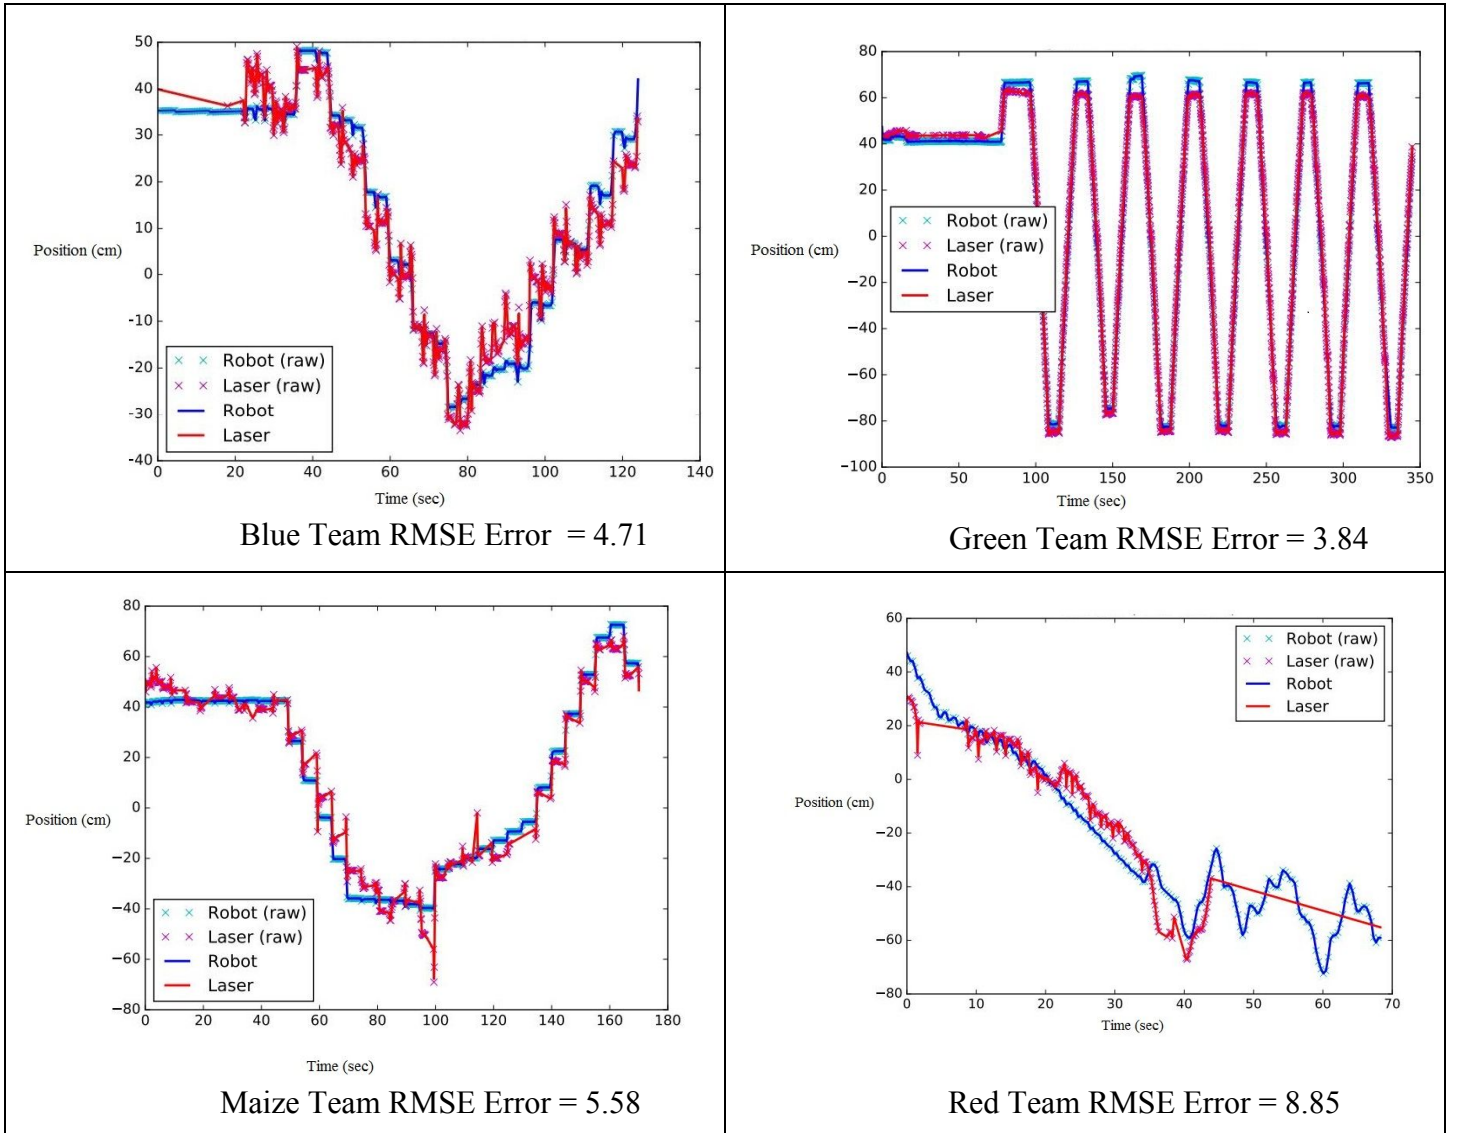 50
40
30
20
10
0
-10
-20
-30
-40
Position (cm)
Robot (raw)
Laser (raw)
Robot
Laser
0 20 40 60 80 100 120 140
Time (sec)
Blue Team RMSE Error = 4.71
80
60
40
20
0
−20
−40
−60
−80
−100
Position (cm)
Robot (raw)
Laser (raw)
Robot
Laser
0 50 100 150 200 250 300 350
Time (sec)
Green Team RMSE Error = 3.84
80
60
40
20
0
−20
−40
−60
−80
Position (cm)
Robot (raw)
Laser (raw)
Robot
Laser
0 20 40 60 80 100 120 140 160 180
Time (sec)
Maize Team RMSE Error = 5.58
60
40
20
0
−20
−40
−60
−80
Position (cm)
Robot (raw)
Laser (raw)
Robot
Laser
0 10 20 30 40 50 60 70
Time (sec)
Red Team RMSE Error = 8.85